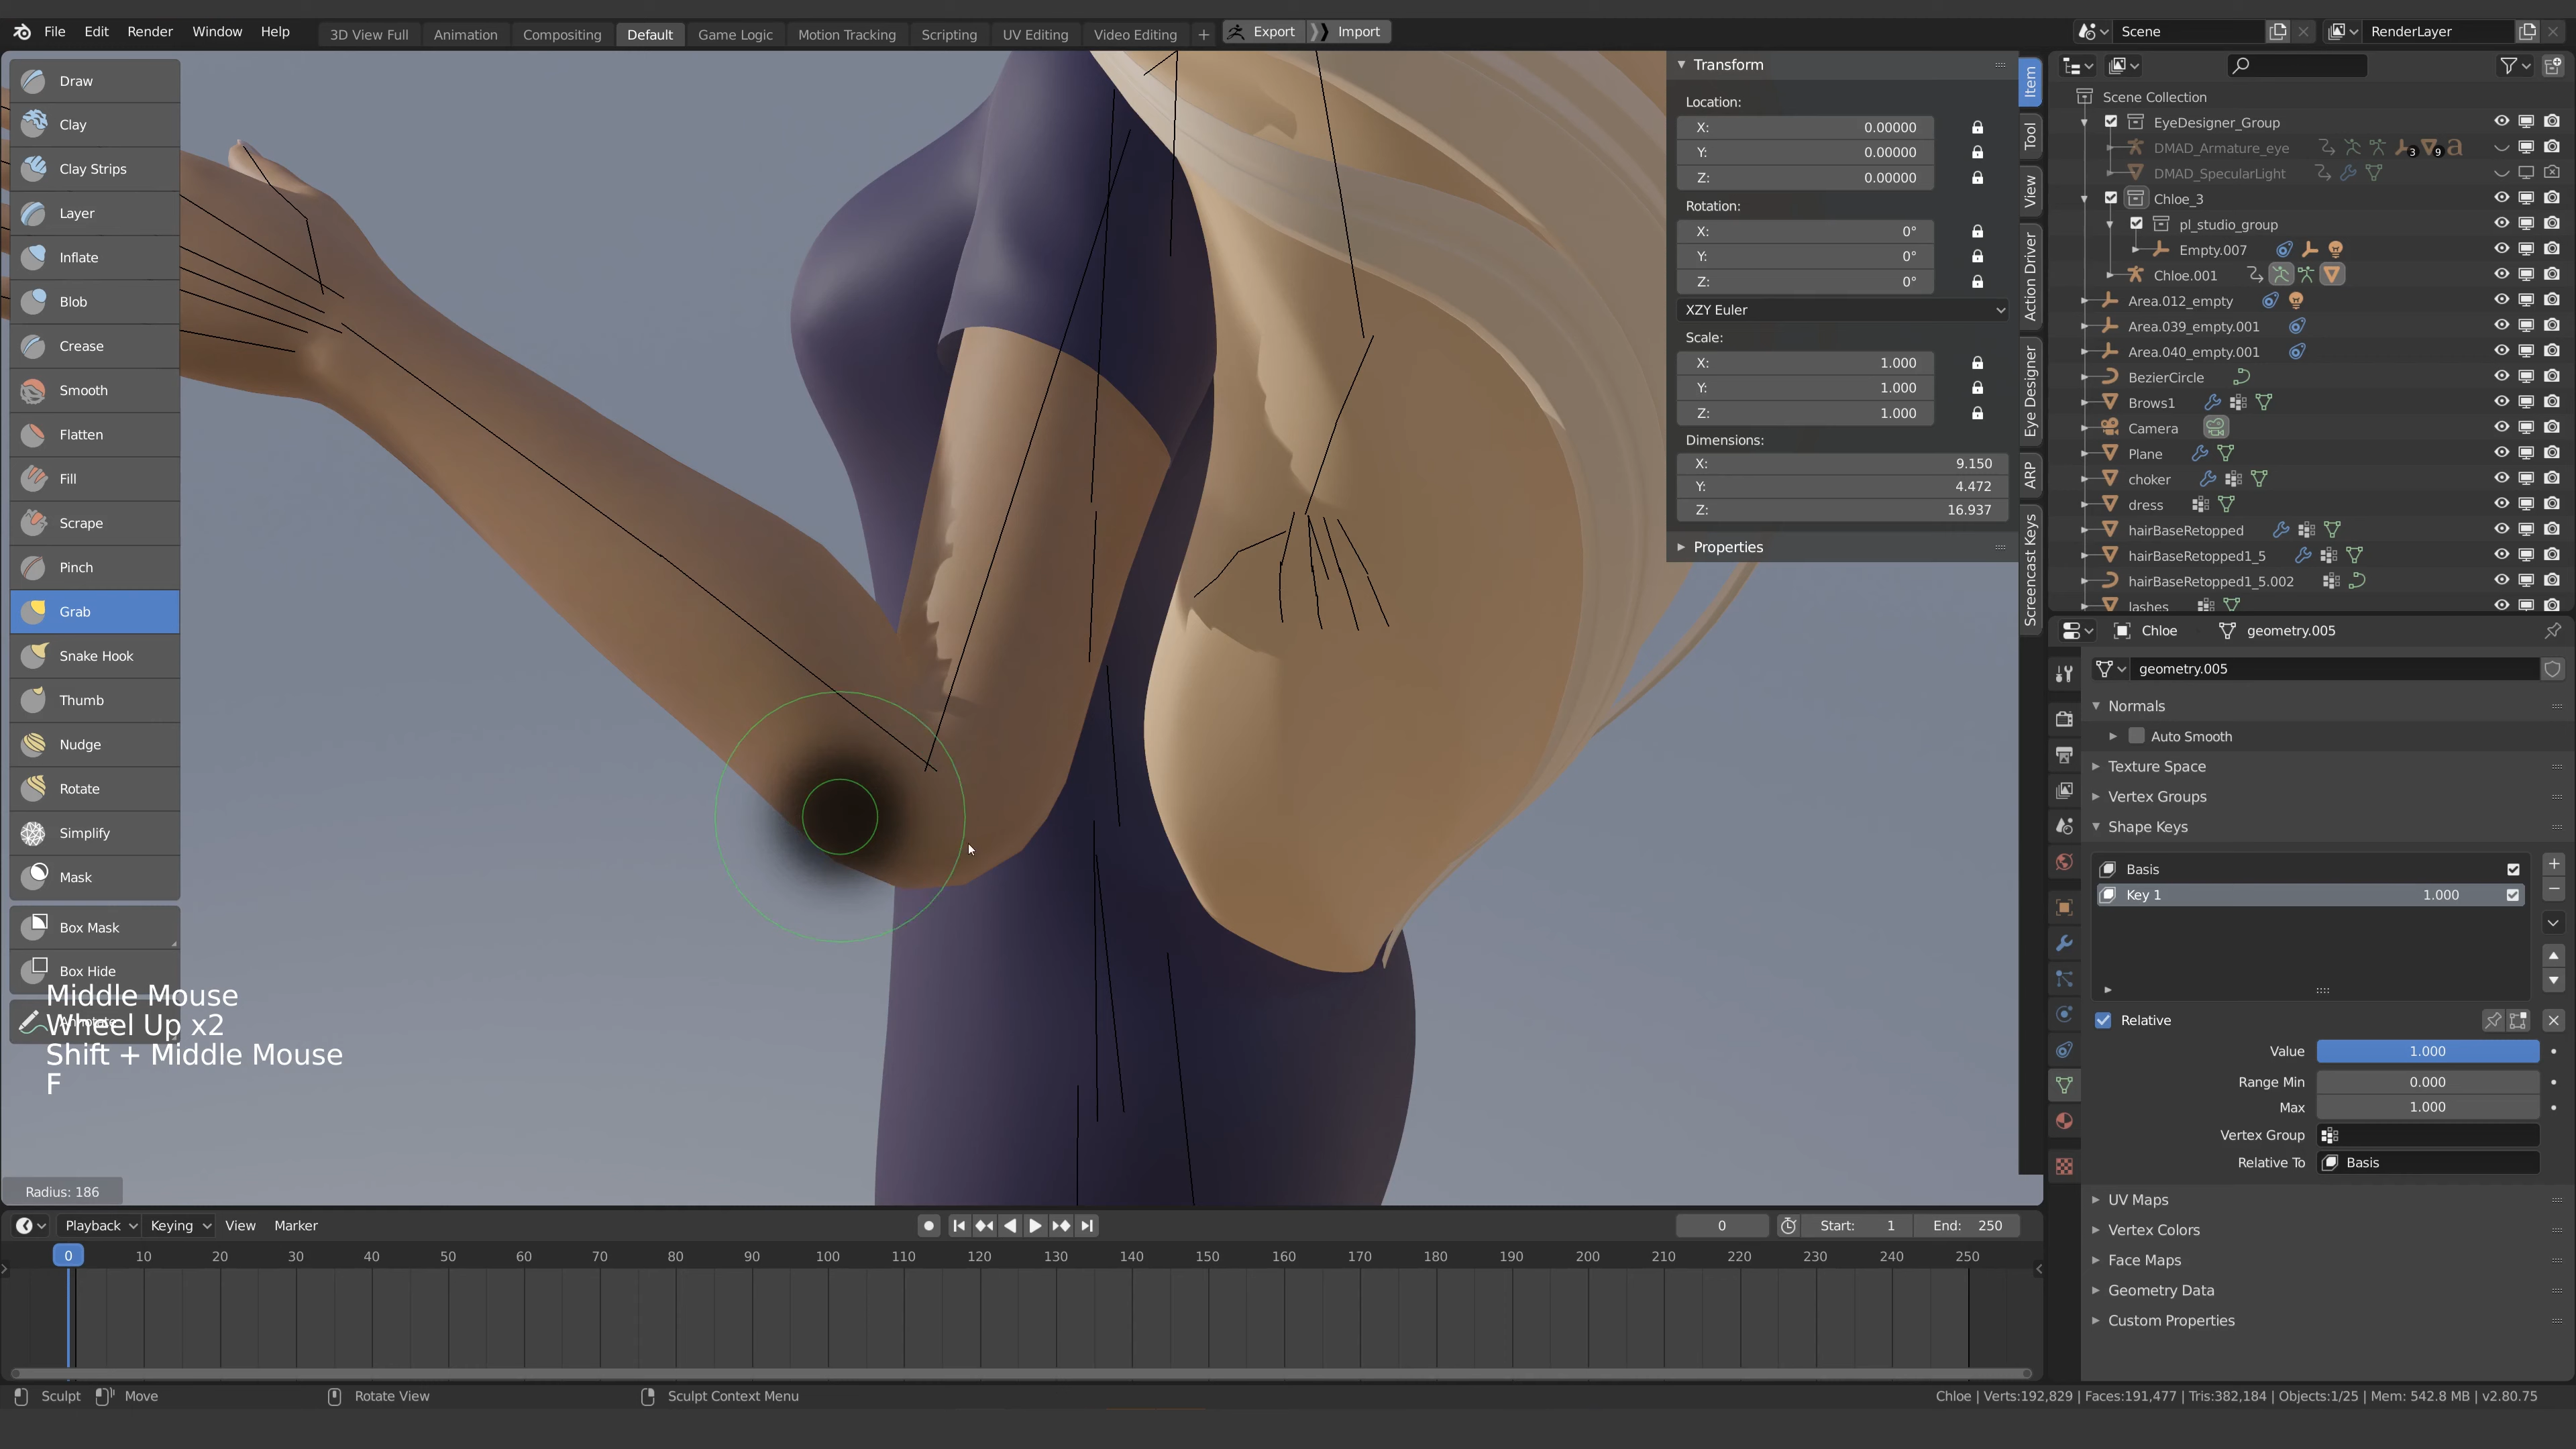 File Edit Render Window Help 3D View Full Animation Compositing Default Game Logic Motion Tracking Scripting UV Editing Video Editing + Export Import Scene RenderLayer
Draw
Clay
Clay Strips
Layer
Inflate
Blob
Crease
Smooth
Flatten
Fill
Scrape
Pinch
Grab
Snake Hook
Thumb
Nudge
Rotate
Simplify
Mask
Box Mask
Box Hide
Annotate
Middle Mouse
Wheel Up x2
Shift + Middle Mouse
F
Radius: 186
Transform
Location:
X: 0.00000
Y: 0.00000
Z: 0.00000
Rotation:
X: 0°
Y: 0°
Z: 0°
XZY Euler
Scale:
X: 1.000
Y: 1.000
Z: 1.000
Dimensions:
X: 9.150
Y: 4.472
Z: 16.937
Properties
Item
Tool
View
Action Driver
Eye Designer
ARP
Screencast Keys
Scene Collection
EyeDesigner_Group
DMAD_Armature_eye 3 9
DMAD_SpecularLight
Chloe_3
pl_studio_group
Empty.007
Chloe.001
Area.012_empty
Area.039_empty.001
Area.040_empty.001
BezierCircle
Brows1
Camera
Plane
choker
dress
hairBaseRetopped
hairBaseRetopped1_5
hairBaseRetopped1_5.002
lashes
Chloe geometry.005
geometry.005
Normals
Auto Smooth
Texture Space
Vertex Groups
Shape Keys
Basis
Key 1 1.000
Relative
Value 1.000
Range Min 0.000
Max 1.000
Vertex Group
Relative To Basis
UV Maps
Vertex Colors
Face Maps
Geometry Data
Custom Properties
Playback Keying View Marker 0 Start: 1 End: 250
0 10 20 30 40 50 60 70 80 90 100 110 120 130 140 150 160 170 180 190 200 210 220 230 240 250
Sculpt Move Rotate View Sculpt Context Menu Chloe | Verts:192,829 | Faces:191,477 | Tris:382,184 | Objects:1/25 | Mem: 542.8 MB | v2.80.75